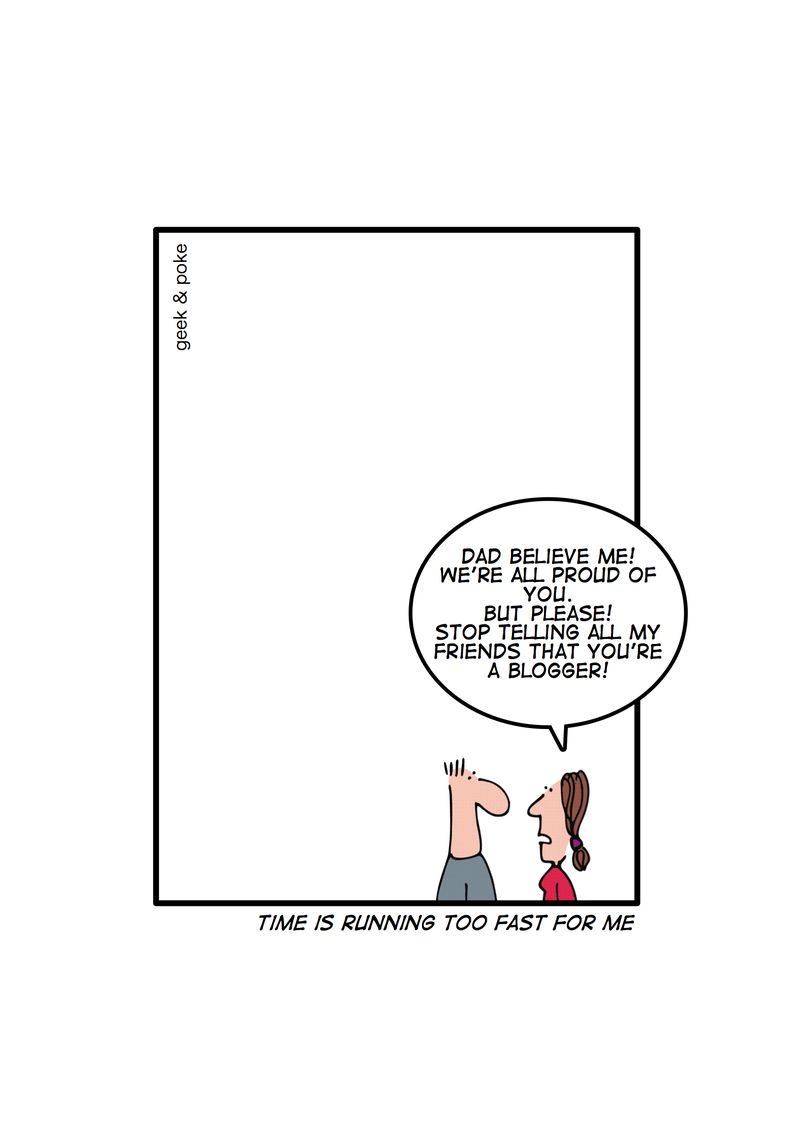 geek & poke
DAD BELIEVE ME!
WE'RE ALL PROUD OF
YOU.
BUT PLEASE!
STOP TELLING ALL MY
FRIENDS THAT YOU'RE
A BLOGGER!
TIME IS RUNNING TOO FAST FOR ME